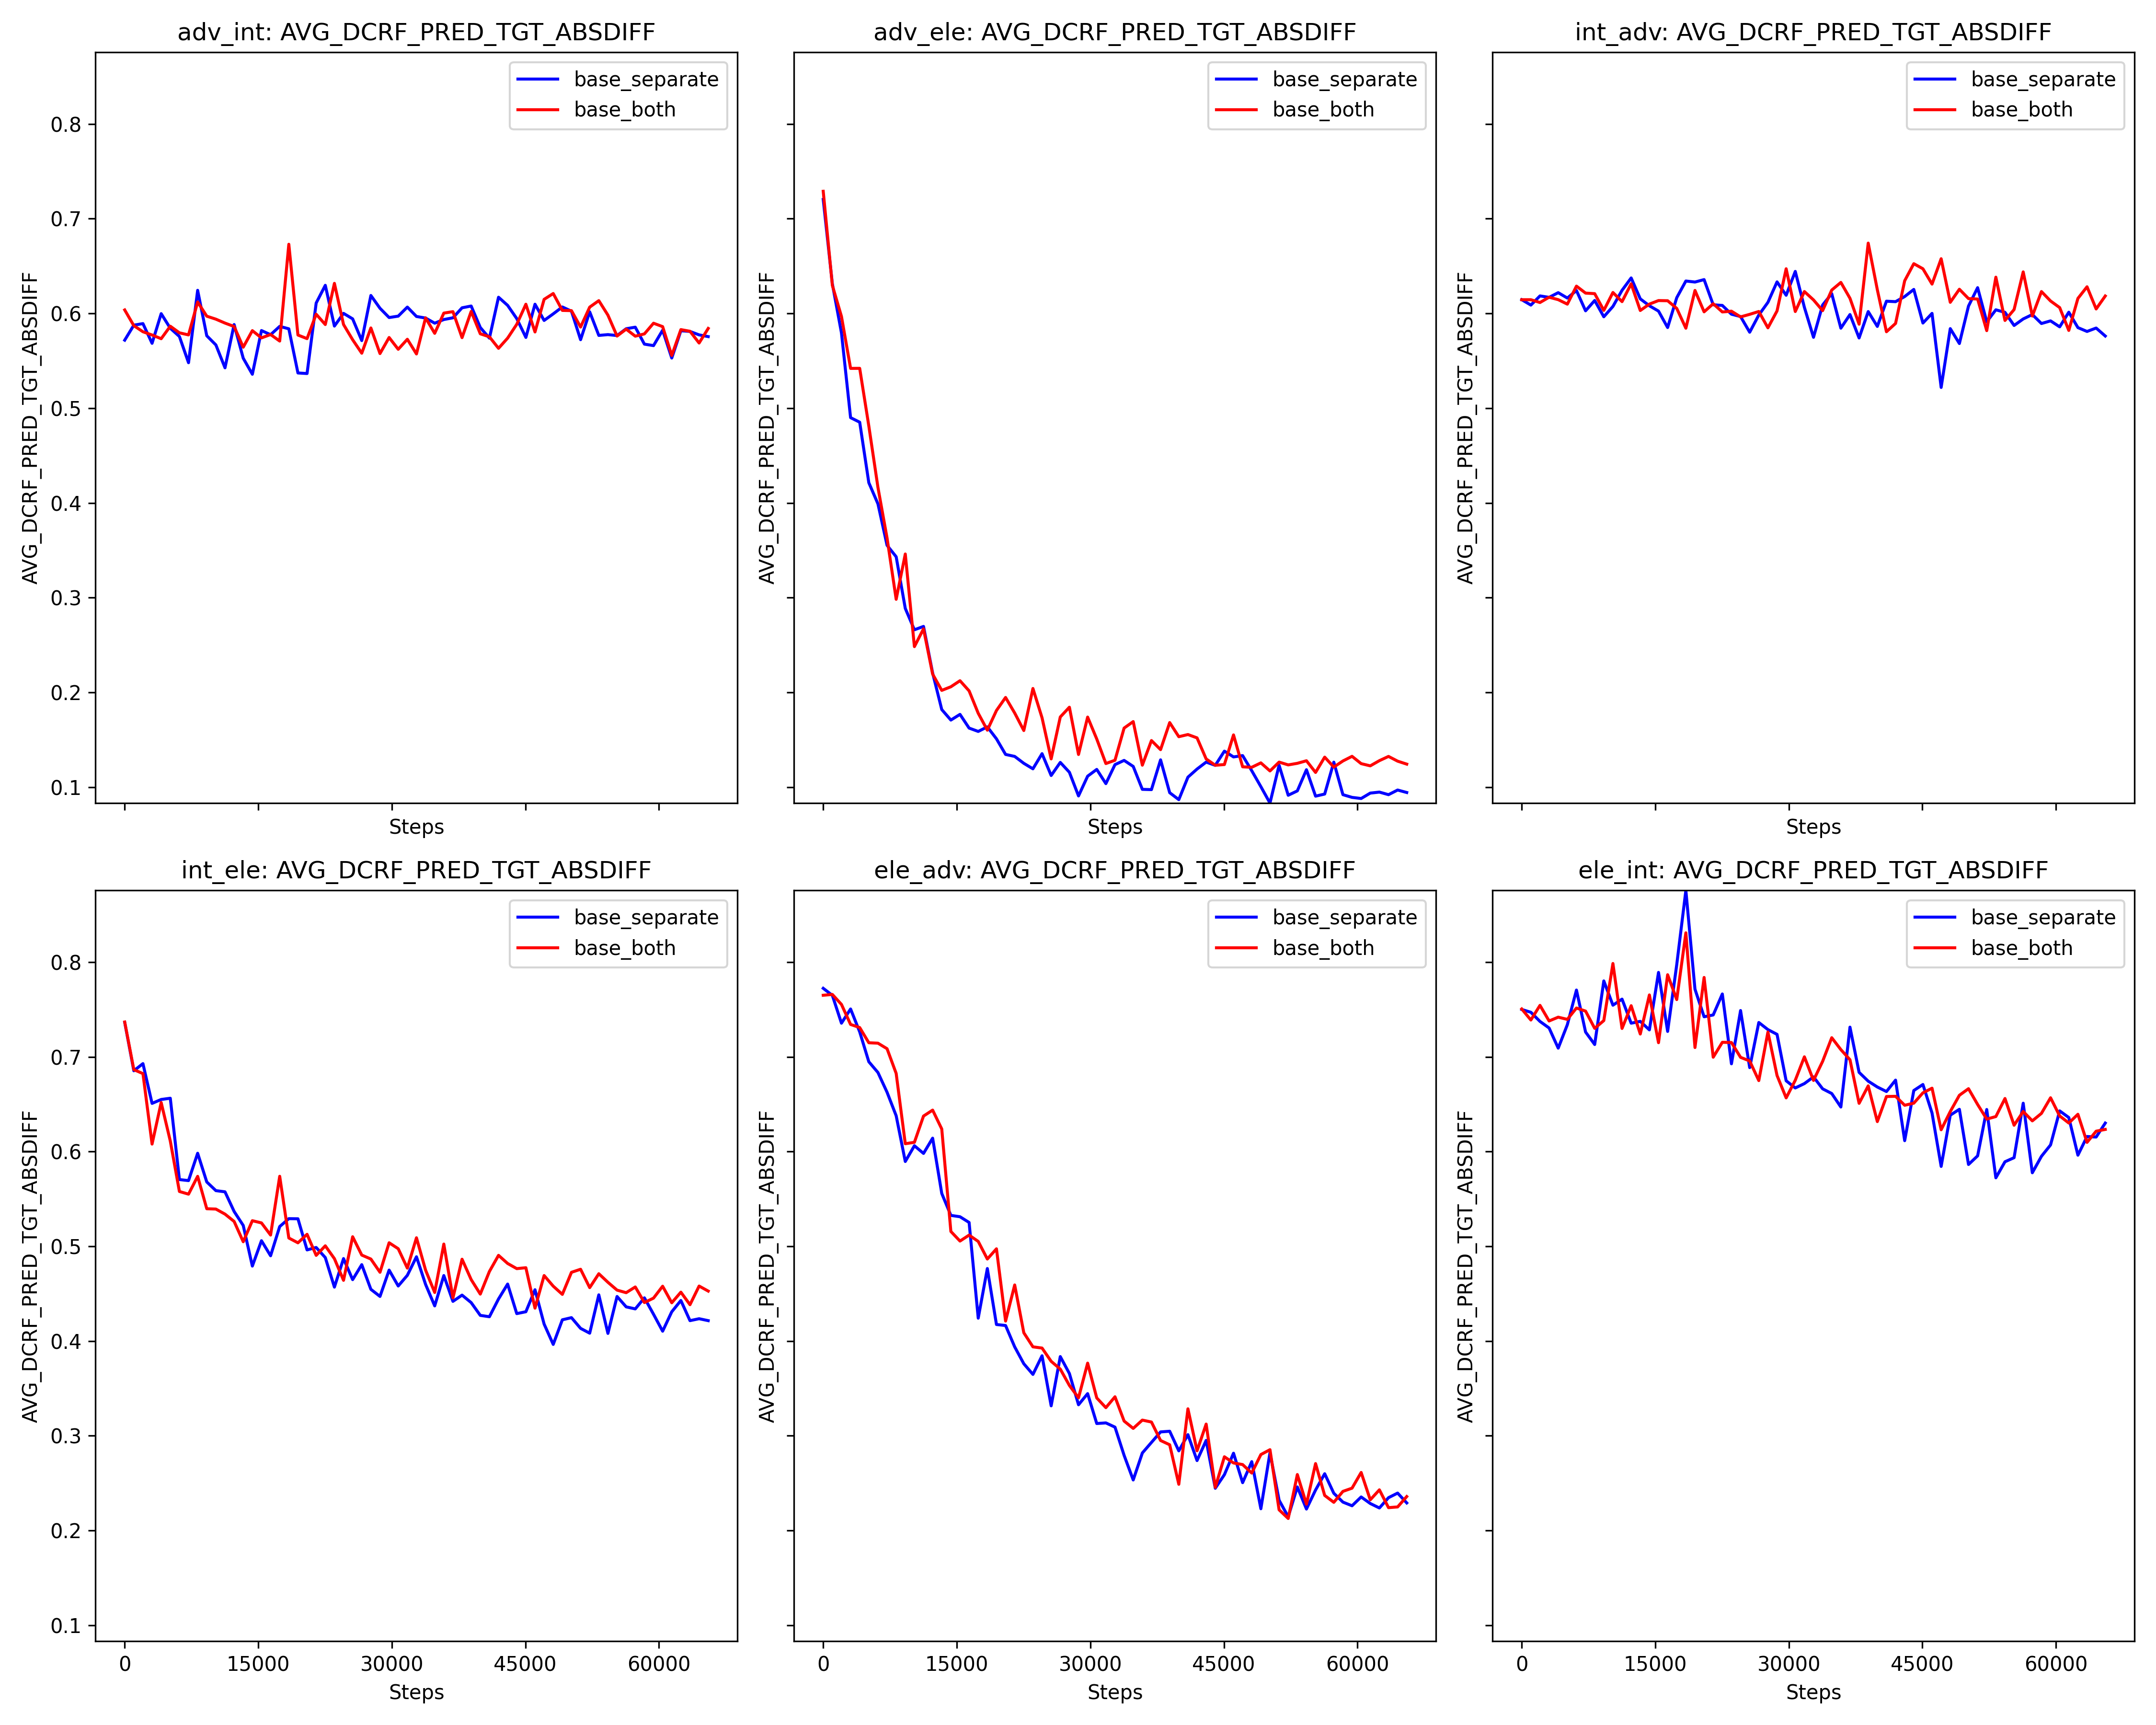 adv_int: AVG_DCRF_PRED_TGT_ABSDIFF
AVG_DCRF_PRED_TGT_ABSDIFF
0.8
0.7
0.6
0.5
0.4
0.3
0.2
0.1
base_separate
base_both
Steps
adv_ele: AVG_DCRF_PRED_TGT_ABSDIFF
AVG_DCRF_PRED_TGT_ABSDIFF
base_separate
base_both
Steps
int_adv: AVG_DCRF_PRED_TGT_ABSDIFF
AVG_DCRF_PRED_TGT_ABSDIFF
base_separate
base_both
Steps
int_ele: AVG_DCRF_PRED_TGT_ABSDIFF
AVG_DCRF_PRED_TGT_ABSDIFF
0.8
0.7
0.6
0.5
0.4
0.3
0.2
0.1
base_separate
base_both
0 15000 30000 45000 60000
Steps
ele_adv: AVG_DCRF_PRED_TGT_ABSDIFF
AVG_DCRF_PRED_TGT_ABSDIFF
base_separate
base_both
0 15000 30000 45000 60000
Steps
ele_int: AVG_DCRF_PRED_TGT_ABSDIFF
AVG_DCRF_PRED_TGT_ABSDIFF
base_separate
base_both
0 15000 30000 45000 60000
Steps